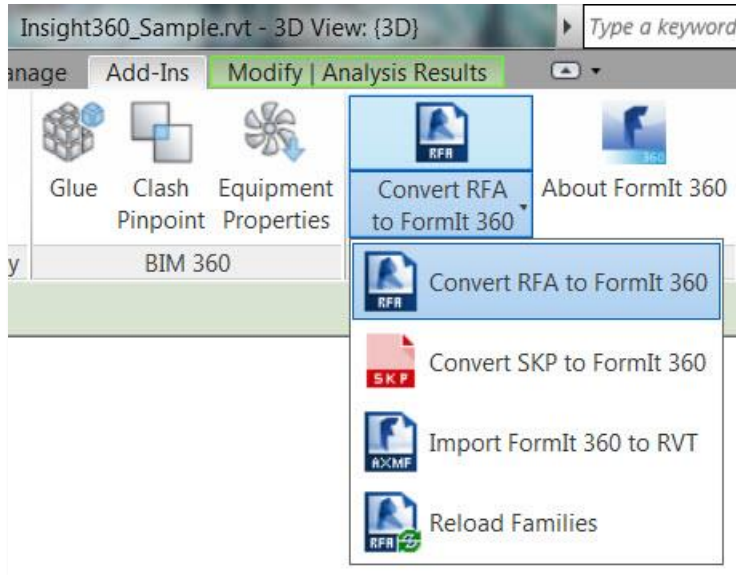 Insight360_Sample.rvt - 3D View: {3D}
Type a keyword
anage
Add-Ins
Modify | Analysis Results
RFA
360
Glue
Clash
Pinpoint
Equipment
Properties
Convert RFA
to FormIt 360
About FormIt 360
y
BIM 360
RFA
Convert RFA to FormIt 360
SKP
Convert SKP to FormIt 360
AXMF
Import FormIt 360 to RVT
RFA
Reload Families